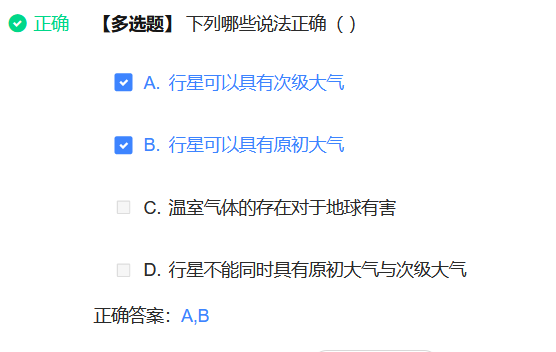 正确 【多选题】 下列哪些说法正确（ ）
A. 行星可以具有次级大气
B. 行星可以具有原初大气
C. 温室气体的存在对于地球有害
D. 行星不能同时具有原初大气与次级大气
正确答案：A,B